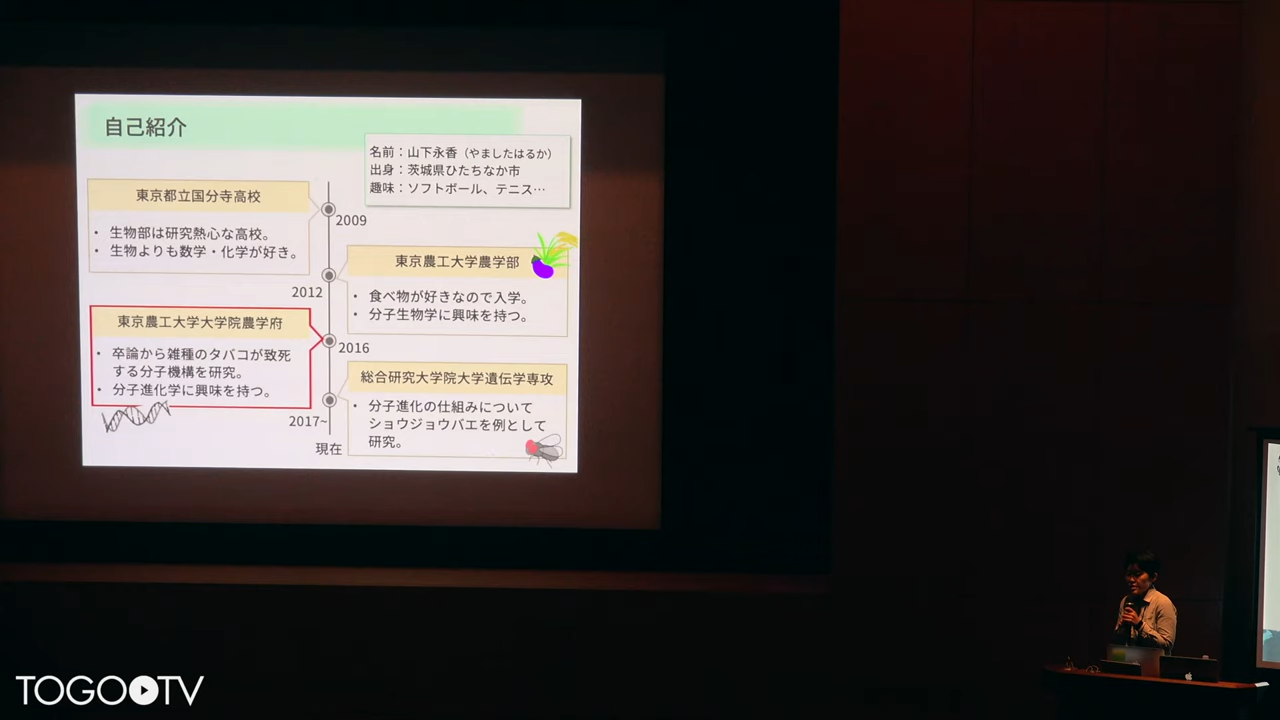 自己紹介
名前：山下永香（やましたはるか）
出身：茨城県ひたちなか市
趣味：ソフトボール、テニス…
東京都立国分寺高校
・ 生物部は研究熱心な高校。
・ 生物よりも数学・化学が好き。
2009
東京農工大学農学部
・ 食べ物が好きなので入学。
・ 分子生物学に興味を持つ。
2012
東京農工大学大学院農学府
・ 卒論から雑種のタバコが致死
する分子機構を研究。
・ 分子進化学に興味を持つ。
2016
総合研究大学院大学遺伝学専攻
・ 分子進化の仕組みについて
ショウジョウバエを例として
研究。
2017~
現在
TOGOTV